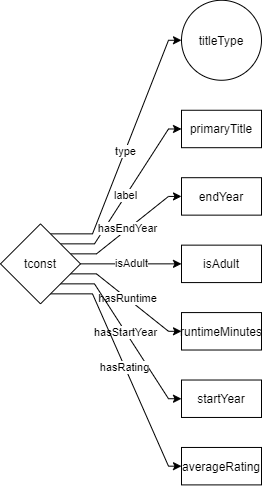 titleType
type
primaryTitle
label
endYear
hasEndYear
tconst
isAdult
isAdult
hasRuntime
runtimeMinutes
hasStartYear
hasRating
startYear
averageRating